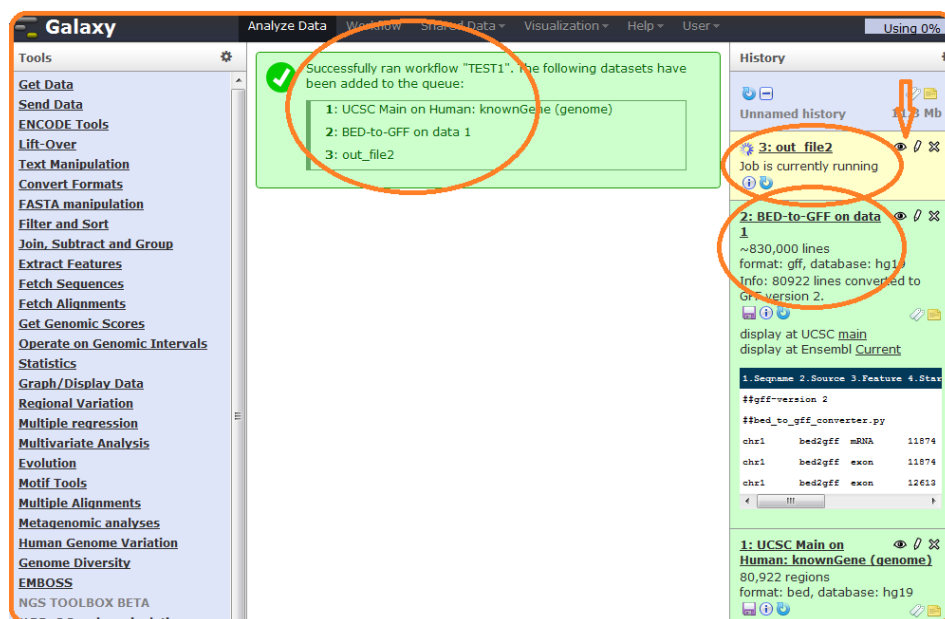 Galaxy
Analyze Data Workflow Shared Data Visualization Help User
Using 0%
Tools
Get Data
Send Data
ENCODE Tools
Lift-Over
Text Manipulation
Convert Formats
FASTA manipulation
Filter and Sort
Join, Subtract and Group
Extract Features
Fetch Sequences
Fetch Alignments
Get Genomic Scores
Operate on Genomic Intervals
Statistics
Graph/Display Data
Regional Variation
Multiple regression
Multivariate Analysis
Evolution
Motif Tools
Multiple Alignments
Metagenomic analyses
Human Genome Variation
Genome Diversity
EMBOSS
NGS TOOLBOX BETA
Successfully ran workflow "TEST1". The following datasets have
been added to the queue:
1: UCSC Main on Human: knownGene (genome)
2: BED-to-GFF on data 1
3: out_file2
History
Unnamed history Mb
3: out_file2
Job is currently running
2: BED-to-GFF on data
1
~830,000 lines
format: gff, database: hg19
Info: 80922 lines converted to
GFF version 2.
display at UCSC main
display at Ensembl Current
1.Seqname 2.Source 3.Feature 4.Star
##gff-version 2
##bed_to_gff_converter.py
chr1 bed2gff mRNA 11874
chr1 bed2gff exon 11874
chr1 bed2gff exon 12613
1: UCSC Main on
Human: knownGene (genome)
80,922 regions
format: bed, database: hg19